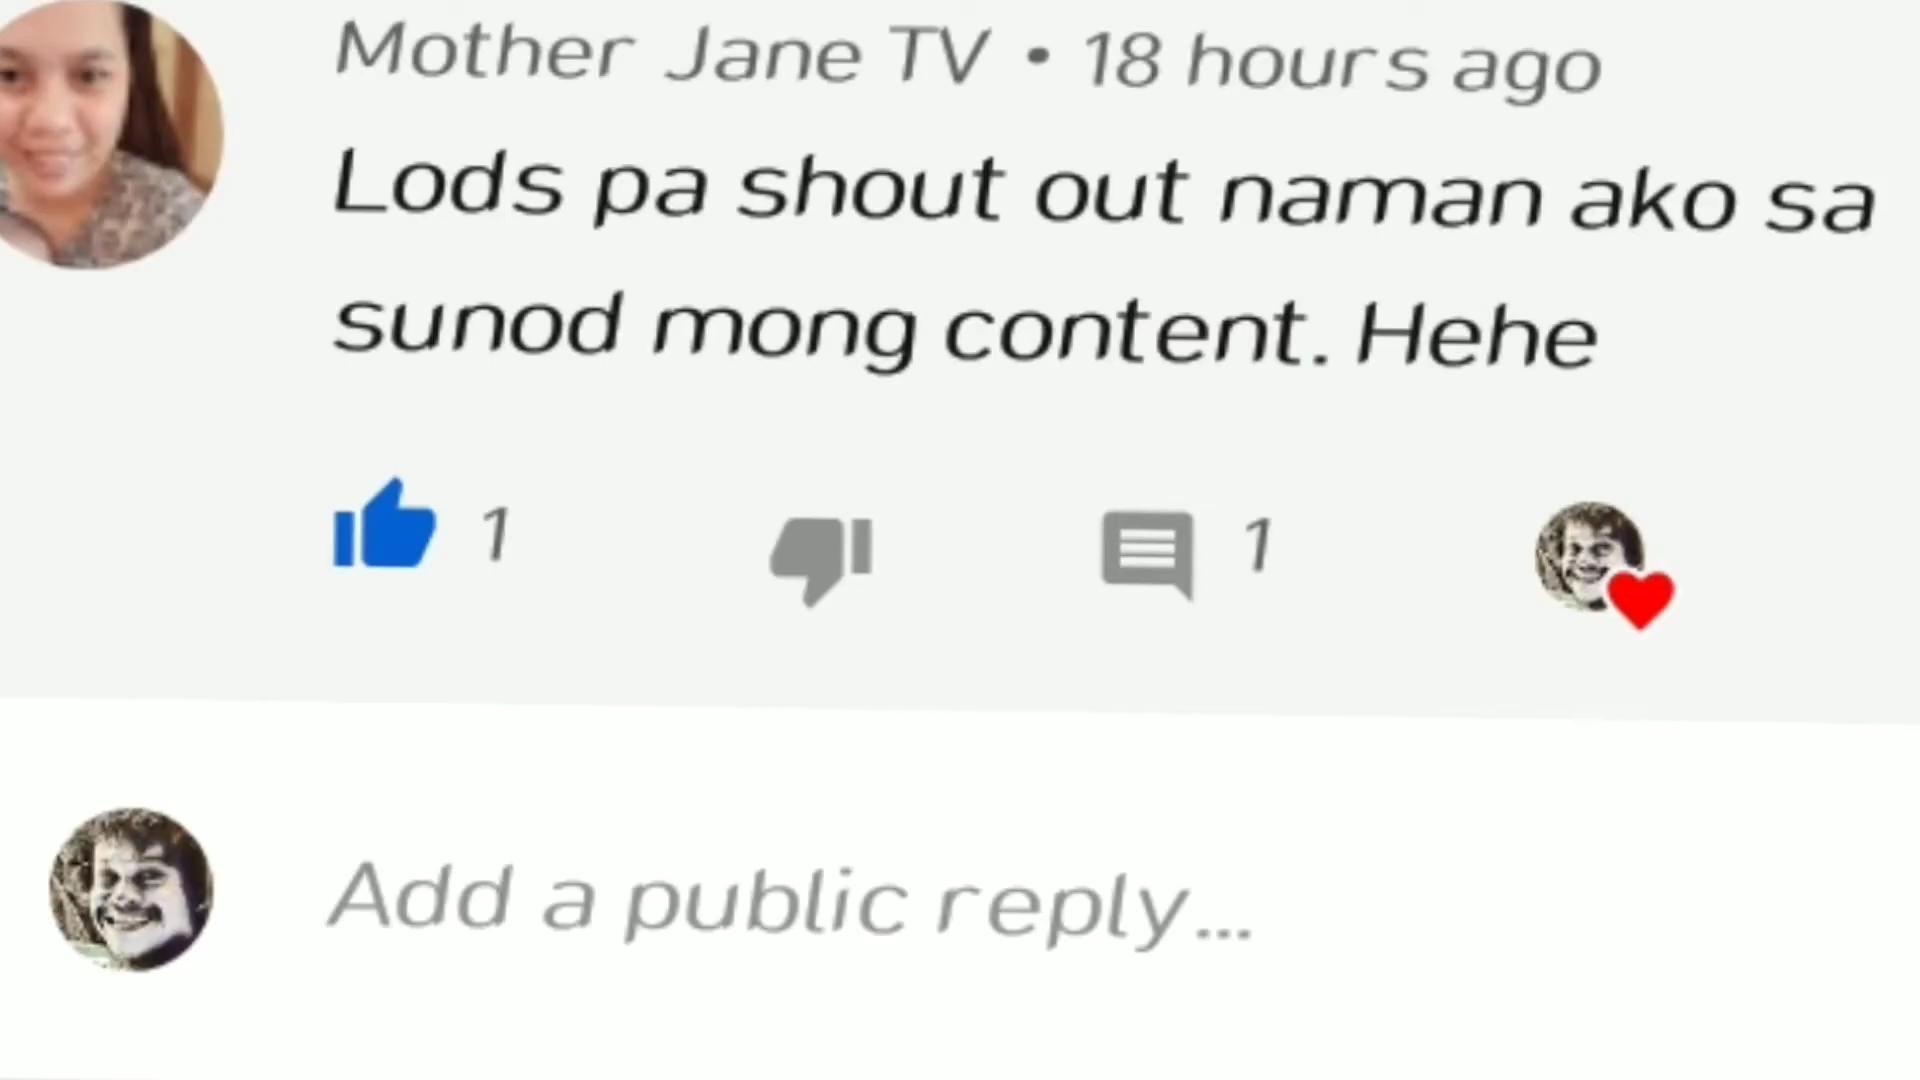 Mother Jane TV • 18 hours ago
Lods pa shout out naman ako sa
sunod mong content. Hehe
1 1
Add a public reply...